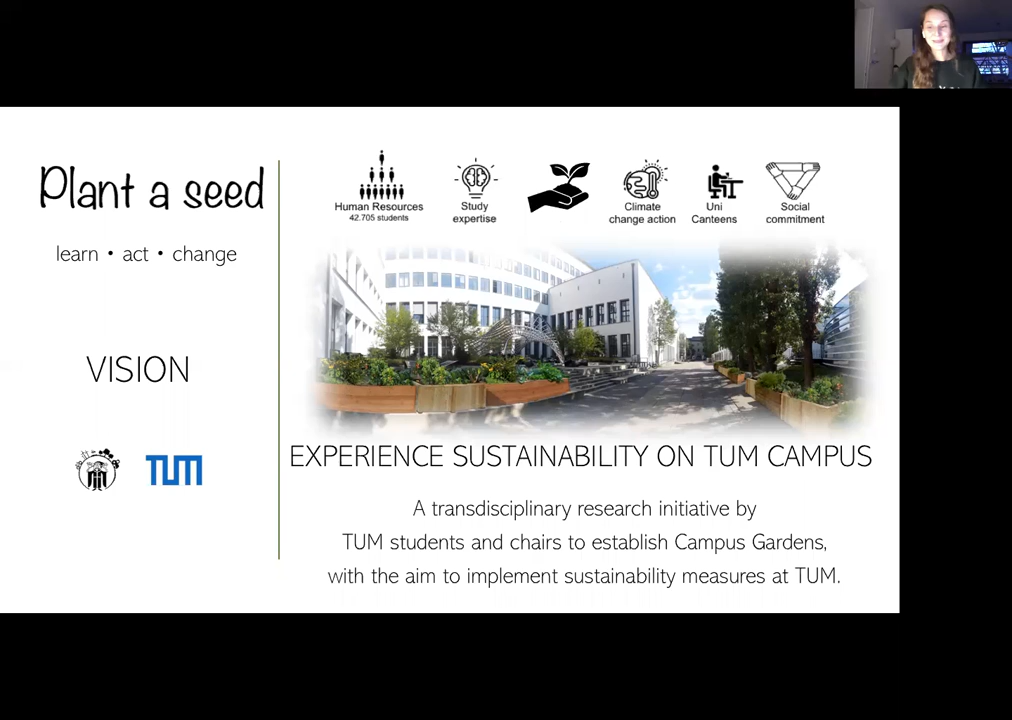 Plant a seed
learn • act • change
VISION
TUM
Human Resources
42.705 students
Study
expertise
Climate
change action
Uni
Canteens
Social
commitment
EXPERIENCE SUSTAINABILITY ON TUM CAMPUS
A transdisciplinary research initiative by
TUM students and chairs to establish Campus Gardens,
with the aim to implement sustainability measures at TUM.